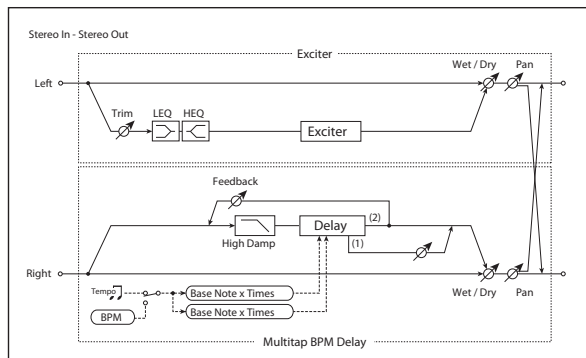 Stereo In - Stereo Out
Exciter
Wet / Dry
Pan
Left
Trim
LEQ
HEQ
Exciter
Feedback
(2)
Delay
(1)
High Damp
Right
Tempo
Base Note x Times
Wet / Dry
Pan
BPM
Base Note x Times
Multitap BPM Delay